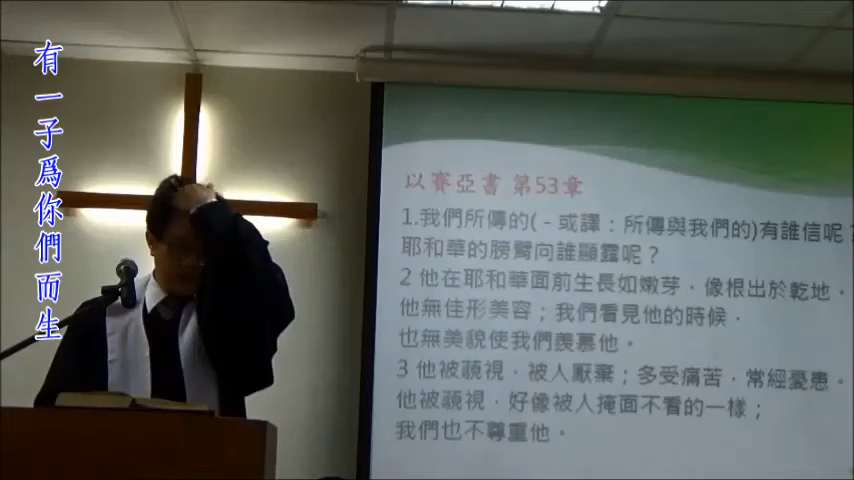 有一子爲你們而生
以賽亞書 第53章
1.我們所傳的(-或譯：所傳與我們的)有誰信呢？
耶和華的膀臂向誰顯露呢？
2 他在耶和華面前生長如嫩芽．像根出於乾地．
他無佳形美容；我們看見他的時候．
也無美貌使我們羨慕他．
3 他被藐視．被人厭棄；多受痛苦．常經憂患．
他被藐視．好像被人掩面不看的一樣；
我們也不尊重他．